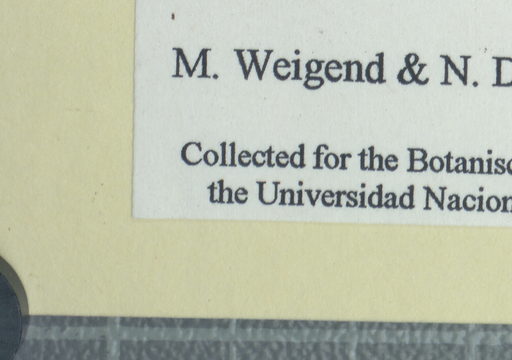 M. Weigend & N.
Collected for the
the Universidad